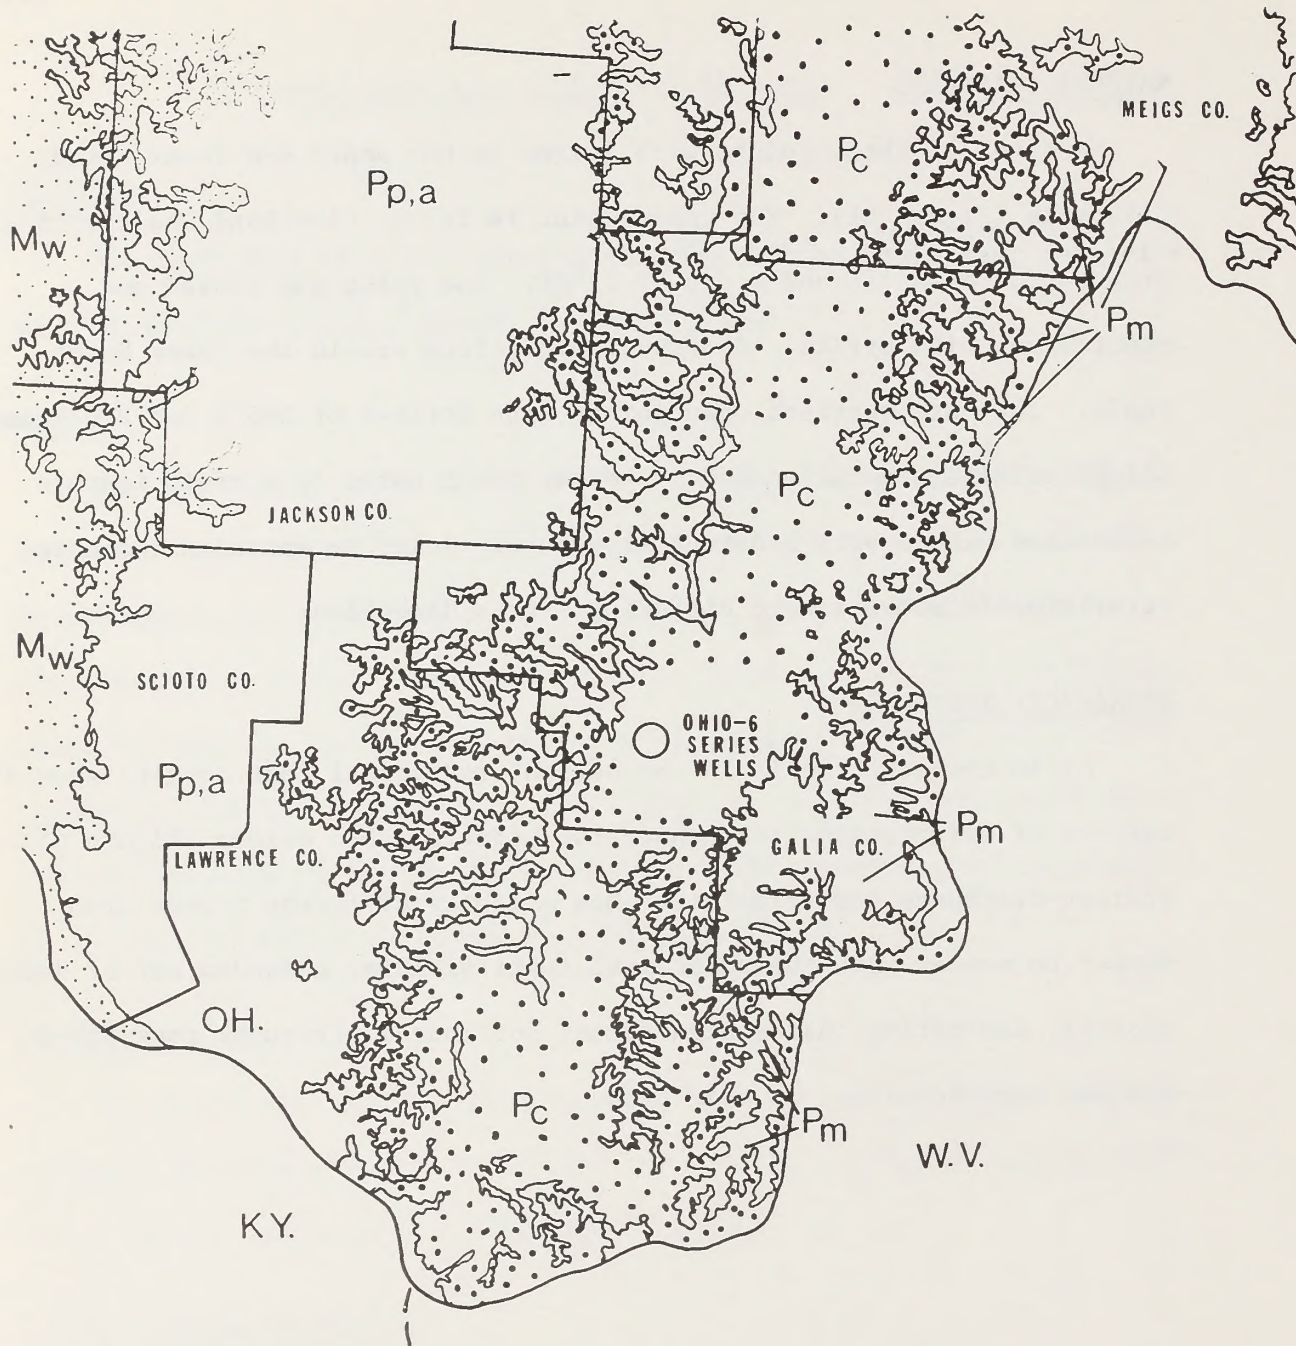 MEIGS CO.
Pc
Pp,a
Mw
Pm
Pc
JACKSON CO.
Mw
SCIOTO CO.
OHIO-6
SERIES
WELLS
Pp,a
Pm
LAWRENCE CO.
GALIA CO.
OH.
Pc
Pm
W.V.
KY.